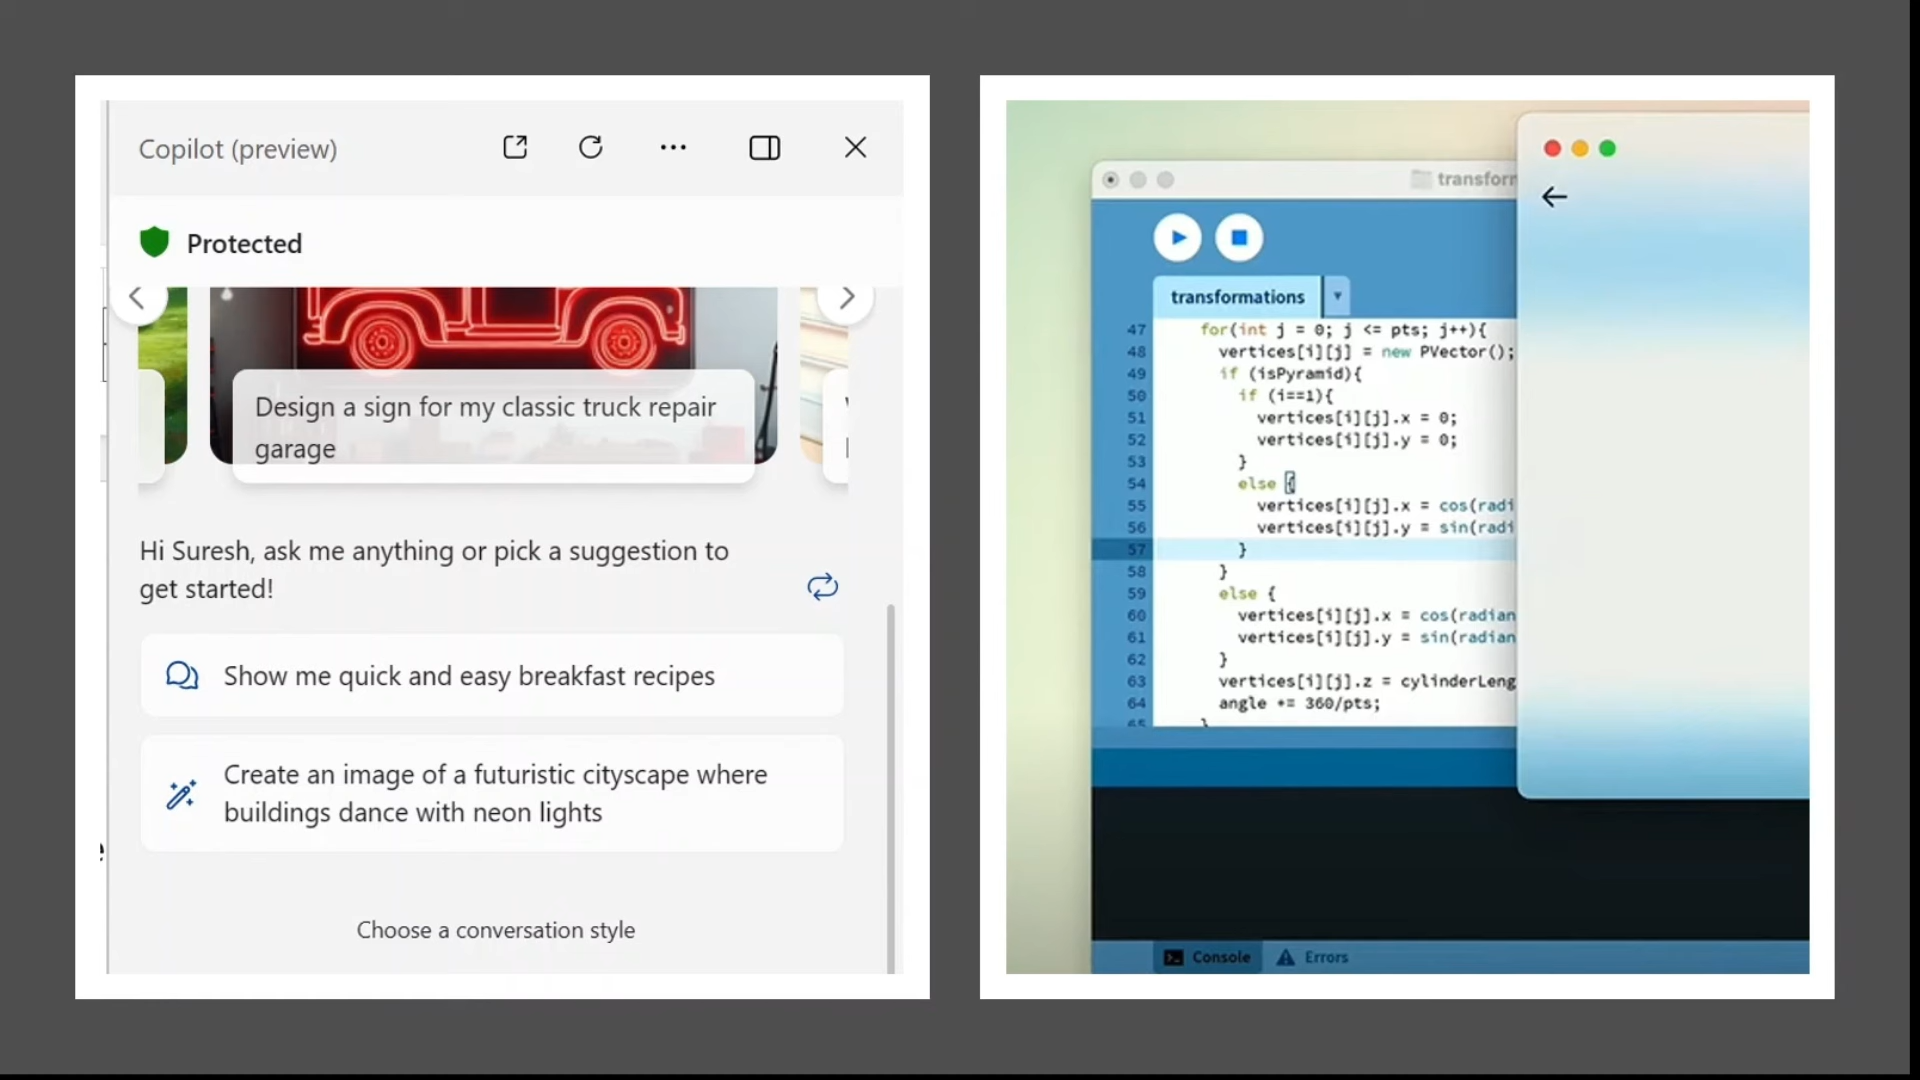 Copilot (preview)
Protected
Design a sign for my classic truck repair
garage
Hi Suresh, ask me anything or pick a suggestion to
get started!
Show me quick and easy breakfast recipes
Create an image of a futuristic cityscape where
buildings dance with neon lights
Choose a conversation style
transform
transformations
47 for(int j = 0; j <= pts; j++){
48 vertices[i][j] = new PVector();
49 if (isPyramid){
50 if (i==1){
51 vertices[i][j].x = 0;
52 vertices[i][j].y = 0;
53 }
54 else {
55 vertices[i][j].x = cos(radi
56 vertices[i][j].y = sin(radi
57 }
58 }
59 else {
60 vertices[i][j].x = cos(radian
61 vertices[i][j].y = sin(radian
62 }
63 vertices[i][j].z = cylinderLeng
64 angle += 360/pts;
65 }
Console
Errors